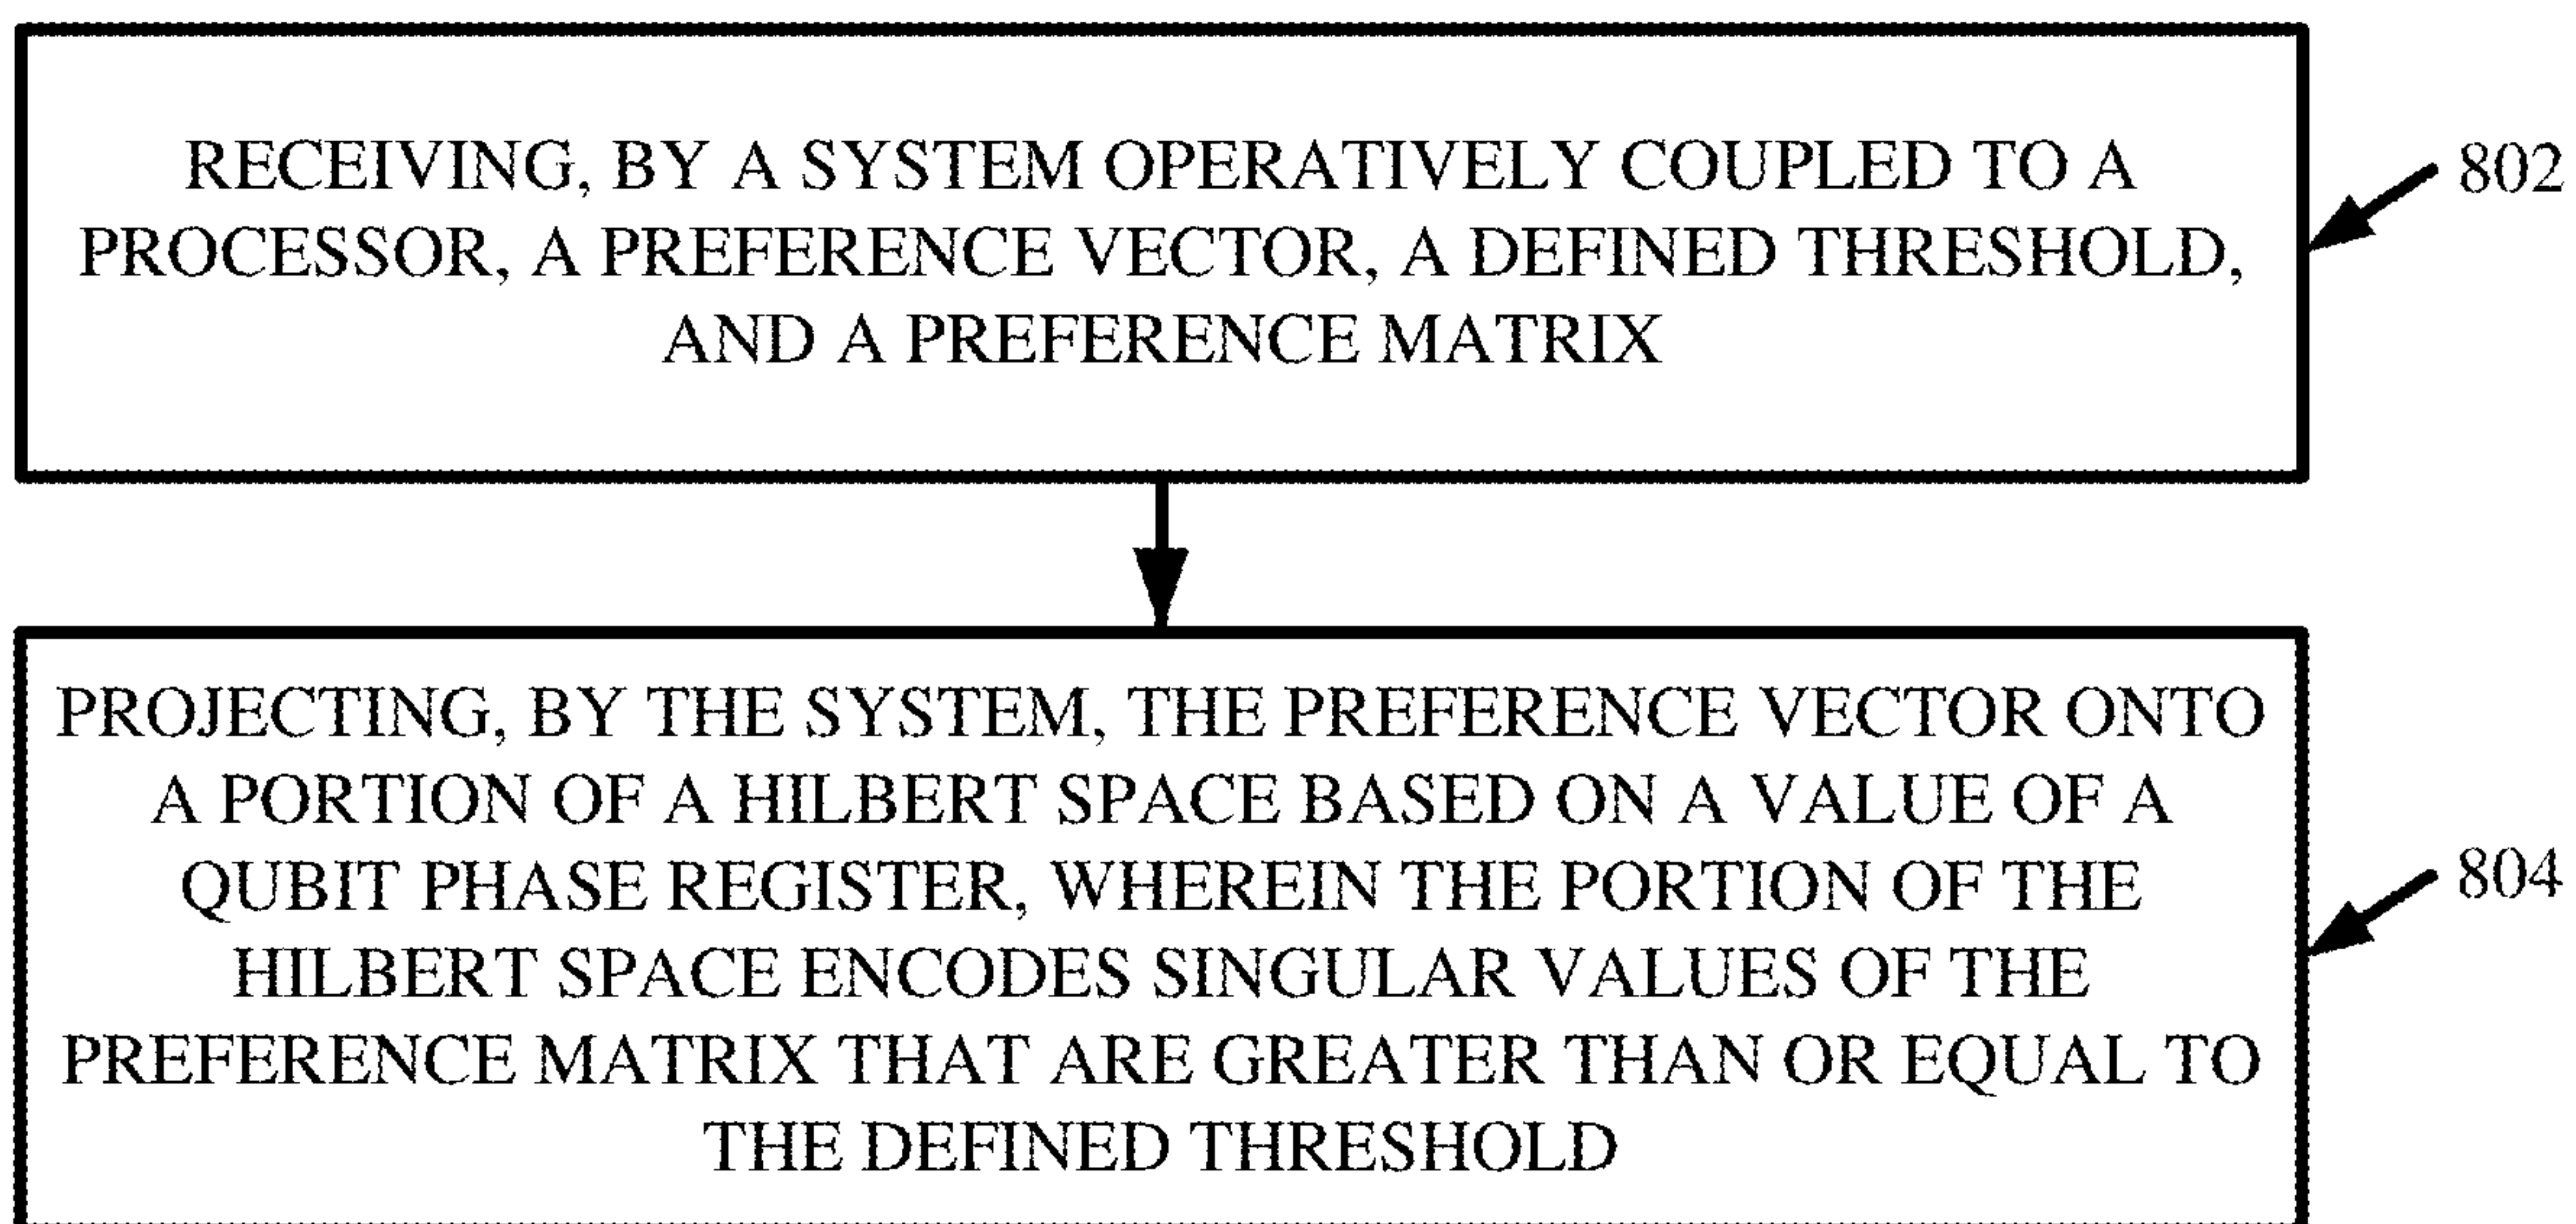 RECEIVING, BY A SYSTEM OPERATIVELY COUPLED TO A
PROCESSOR, A PREFERENCE VECTOR, A DEFINED THRESHOLD,
AND A PREFERENCE MATRIX
802
PROJECTING, BY THE SYSTEM, THE PREFERENCE VECTOR ONTO
A PORTION OF A HILBERT SPACE BASED ON A VALUE OF A
QUBIT PHASE REGISTER, WHEREIN THE PORTION OF THE
HILBERT SPACE ENCODES SINGULAR VALUES OF THE
PREFERENCE MATRIX THAT ARE GREATER THAN OR EQUAL TO
THE DEFINED THRESHOLD
804